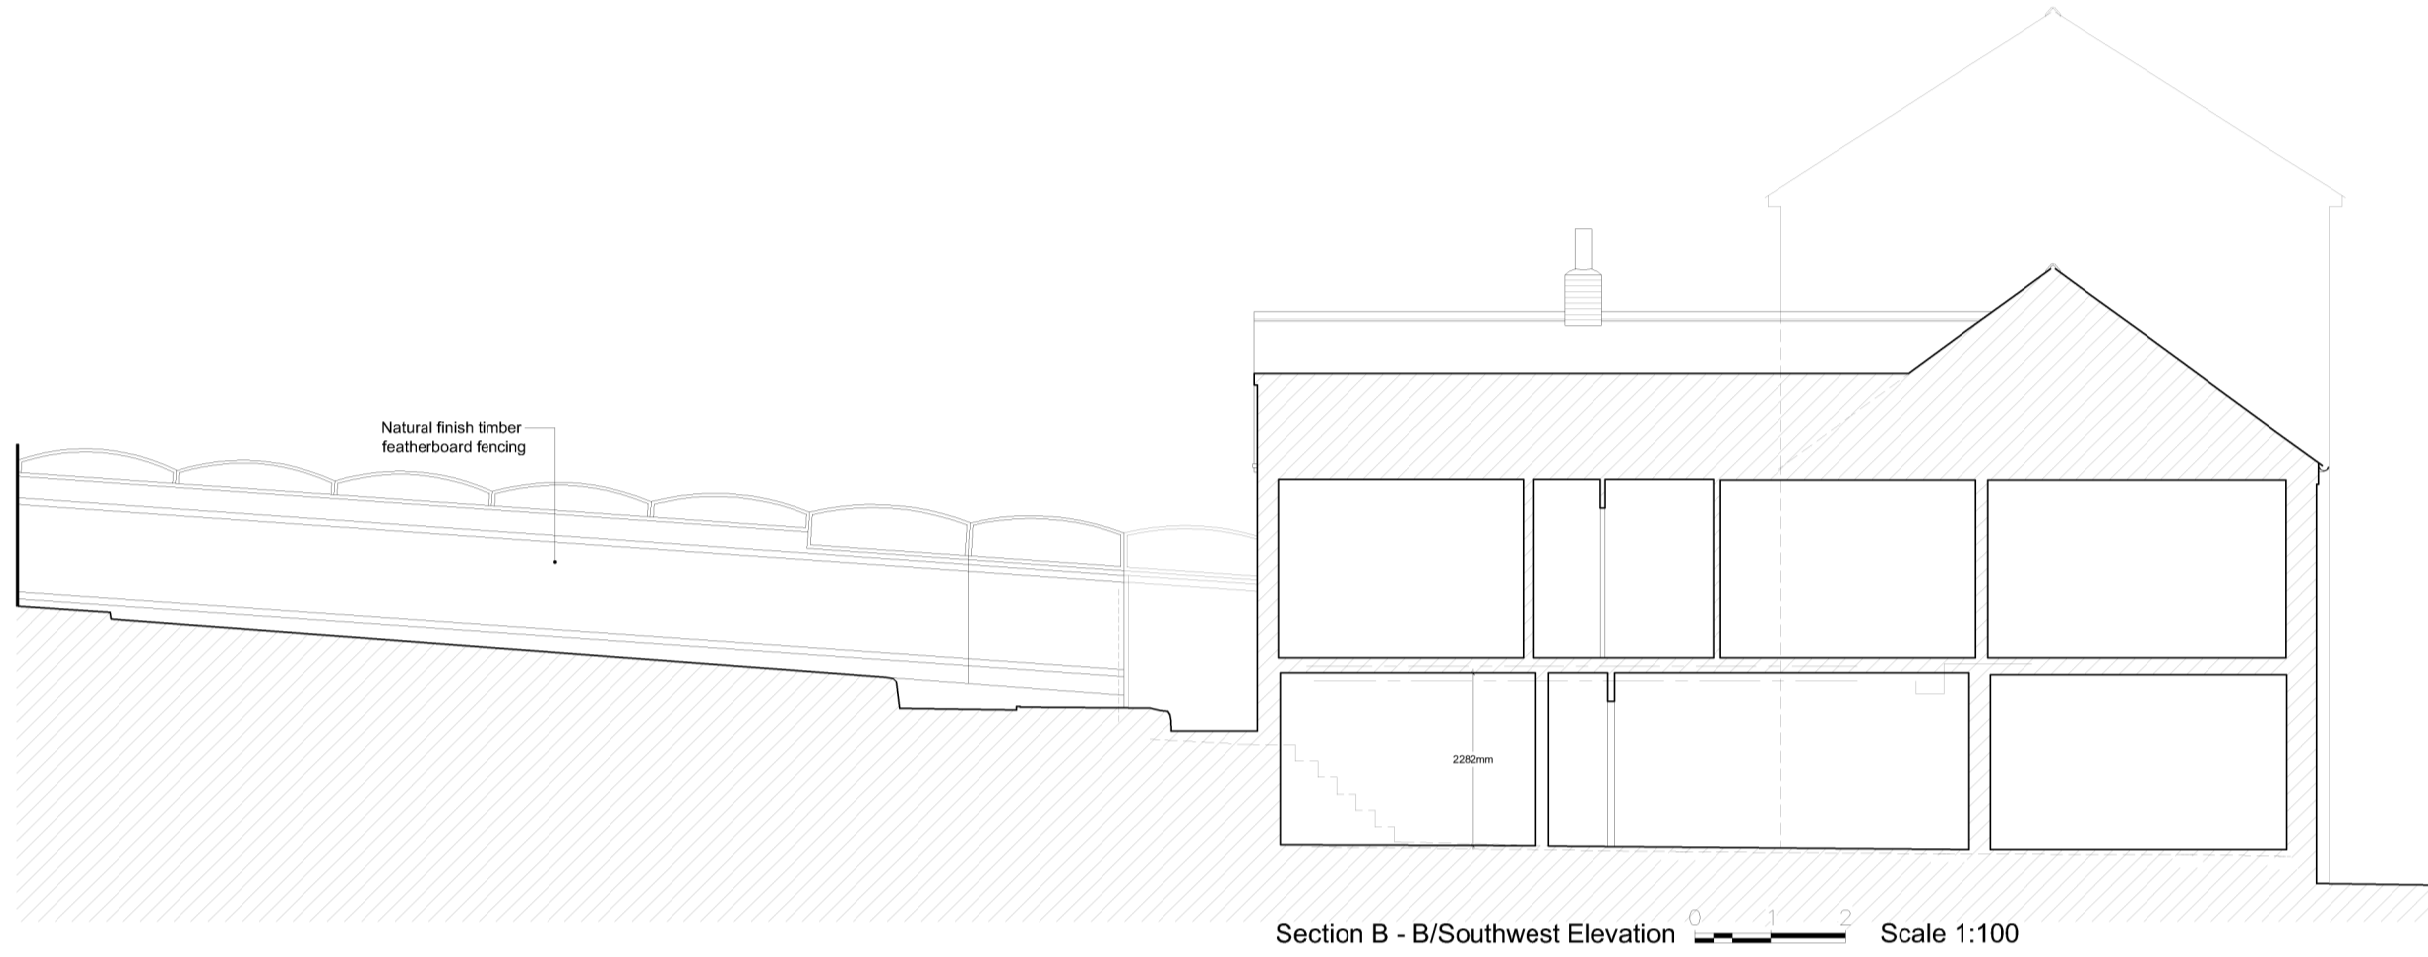 Natural finish timber
featherboard fencing
2282mm
0 1 2
Section B - B/Southwest Elevation Scale 1:100